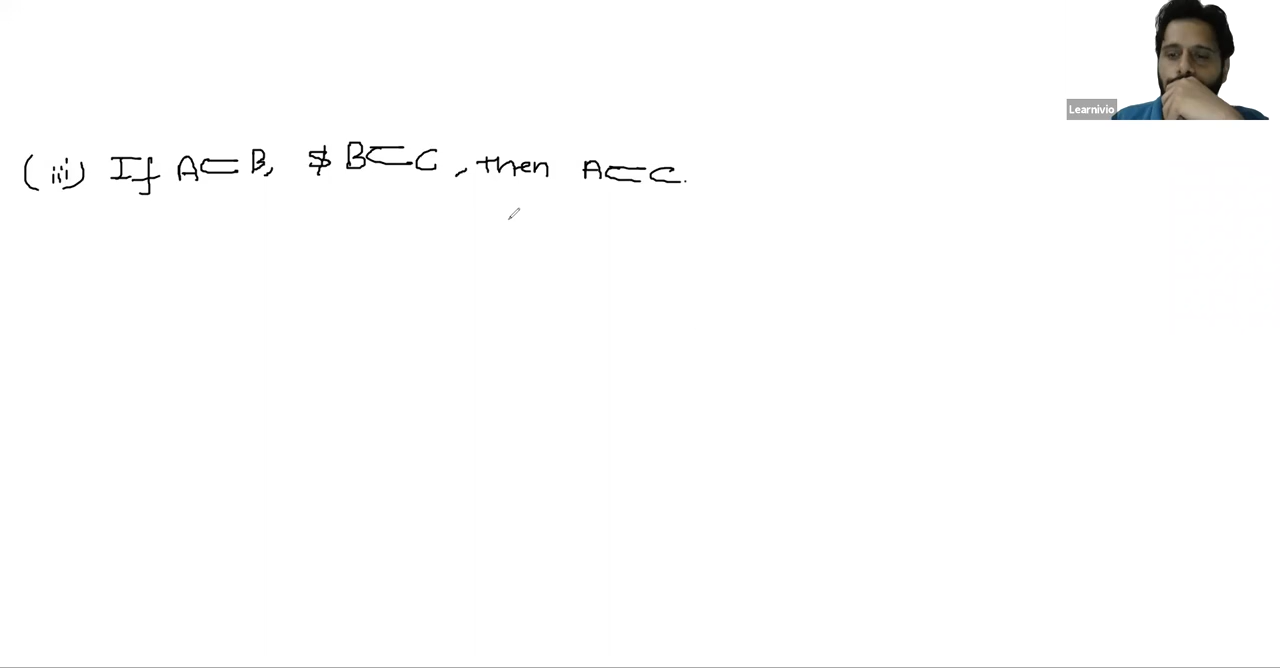 Learnivio
(iii) If A⊂B, $ B⊂C, then A⊂C.